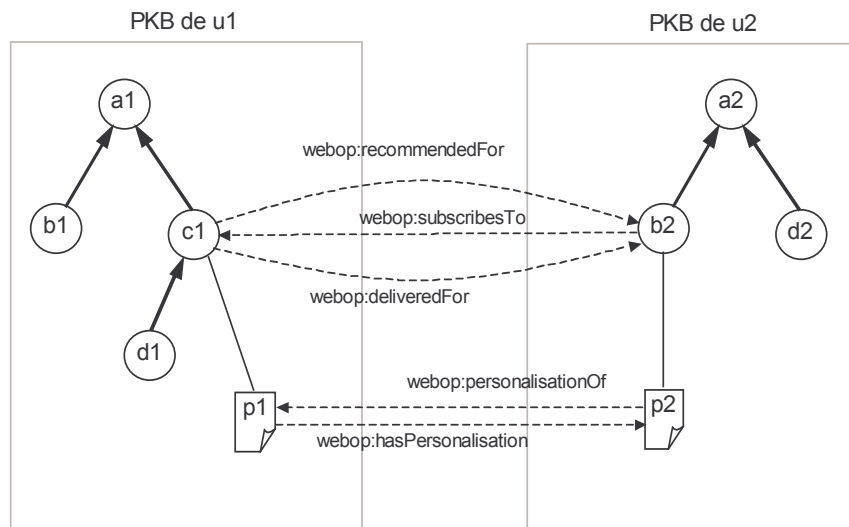 PKB de u1
PKB de u2
a1
a2
webop:recommendedFor
b1
webop:subscribesTo
b2
c1
d2
webop:deliveredFor
d1
webop:personalisationOf
p1
p2
webop:hasPersonalisation